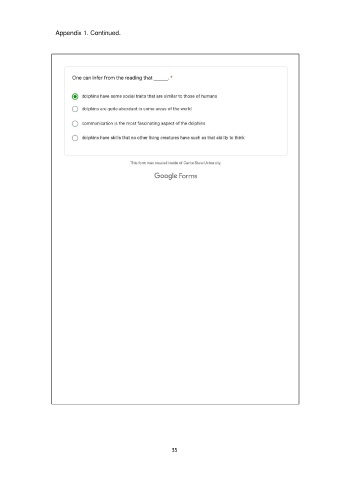 Appendix 1. Continued.
One can infer from the reading that ______. *
dolphins have some social traits that are similar to those of humans
dolphins are quite abundant in some areas of the world
communication is the most fascinating aspect of the dolphins
dolphins have skills that no other living creatures have such as that ability to think
This form was created inside of State University.
Google Forms
35